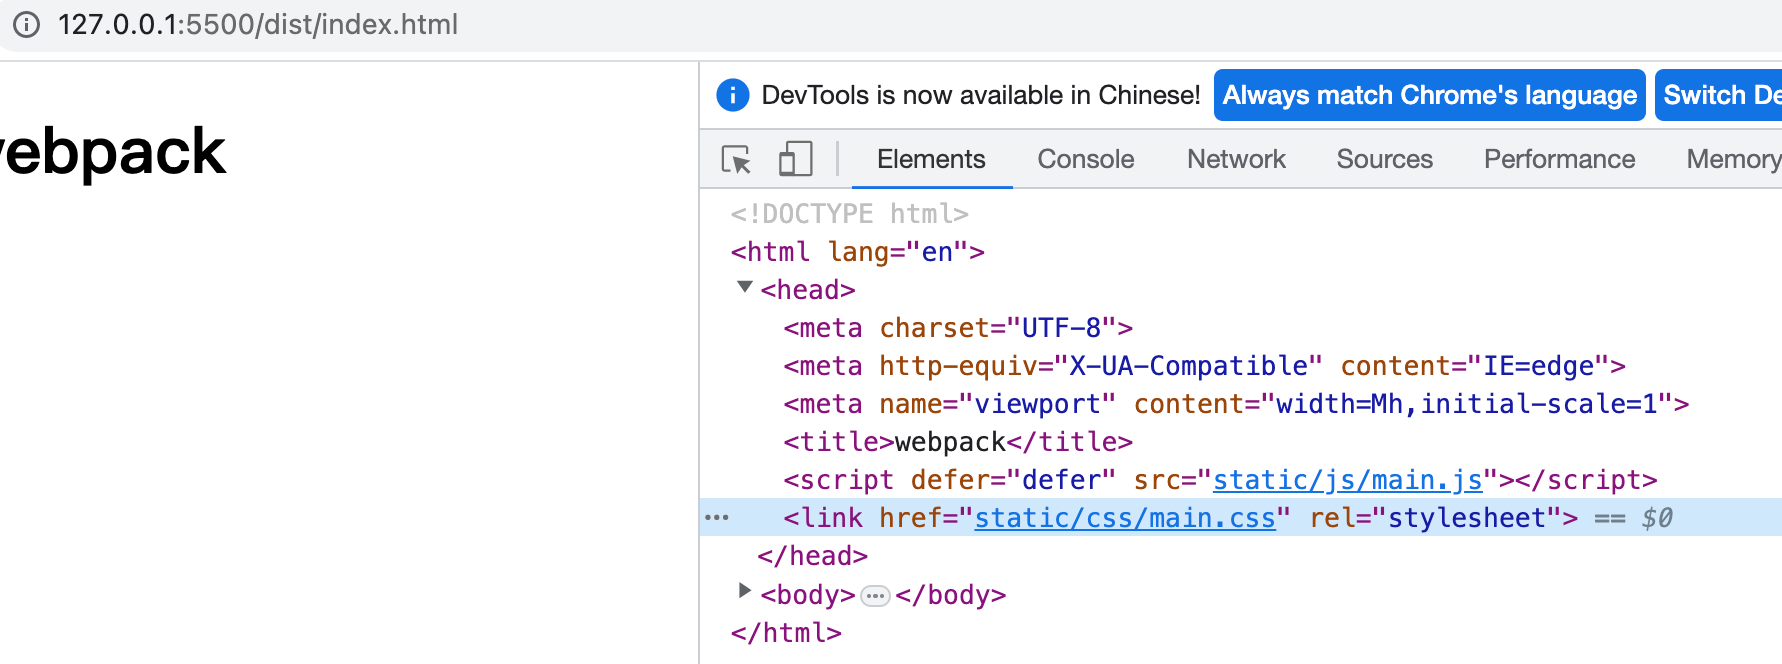 127.0.0.1:5500/dist/index.html
DevTools is now available in Chinese! Always match Chrome's language Switch De
ebpack
Elements Console Network Sources Performance Memory
<!DOCTYPE html>
<html lang="en">
<head>
<meta charset="UTF-8">
<meta http-equiv="X-UA-Compatible" content="IE=edge">
<meta name="viewport" content="width=Mh,initial-scale=1">
<title>webpack</title>
<script defer="defer" src="static/js/main.js"></script>
<link href="static/css/main.css" rel="stylesheet"> == $0
</head>
<body>…</body>
</html>